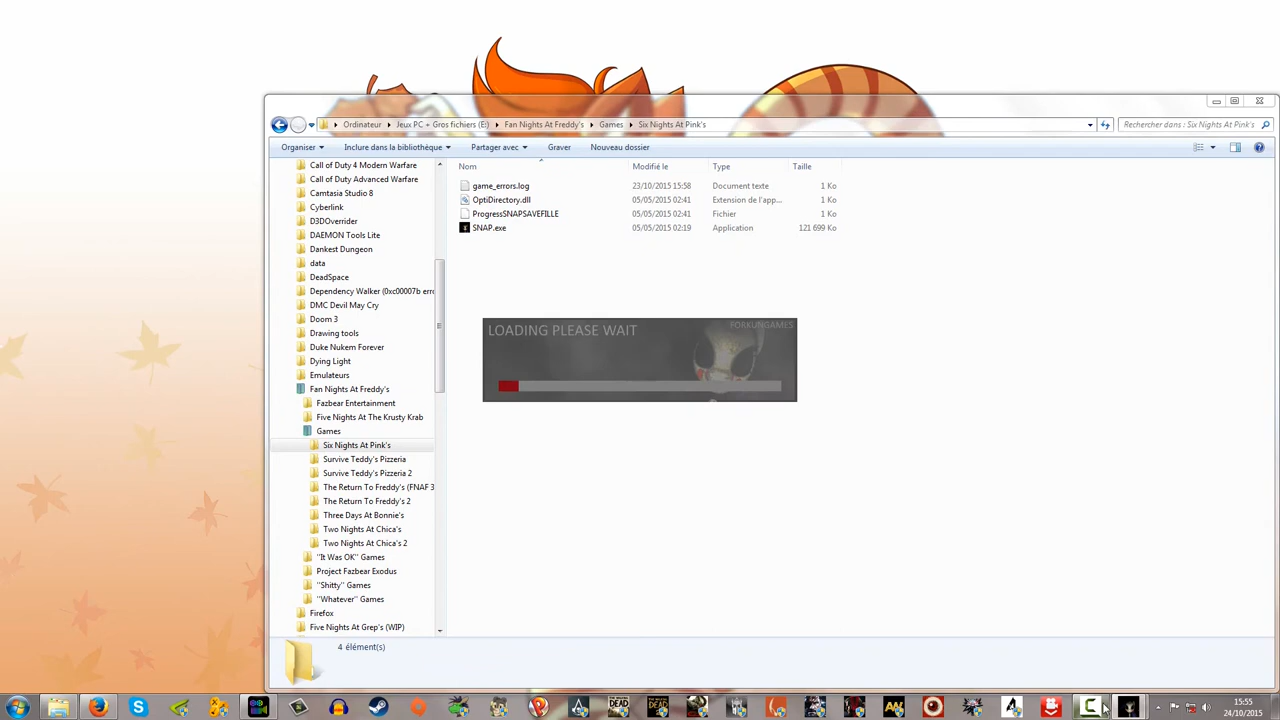 Ordinateur Jeux PC + Gros fichiers (E:) Fan Nights At Freddy's Games Six Nights At Pink's
Rechercher dans : Six Nights At Pink's
Organiser Inclure dans la bibliothèque Partager avec Graver Nouveau dossier
Call of Duty 4 Modern Warfare
Call of Duty Advanced Warfare
Camtasia Studio 8
Cyberlink
D3DOverrider
DAEMON Tools Lite
Dankest Dungeon
data
DeadSpace
Dependency Walker (0xc00007b erro
DMC Devil May Cry
Doom 3
Drawing tools
Duke Nukem Forever
Dying Light
Emulateurs
Fan Nights At Freddy's
Fazbear Entertainment
Five Nights At The Krusty Krab
Games
Six Nights At Pink's
Survive Teddy's Pizzeria
Survive Teddy's Pizzeria 2
The Return To Freddy's (FNAF 3
The Return To Freddy's 2
Three Days At Bonnie's
Two Nights At Chica's
Two Nights At Chica's 2
"It Was OK" Games
Project Fazbear Exodus
"Shitty" Games
"Whatever" Games
Firefox
Five Nights At Grep's (WIP)
Nom Modifié le Type Taille
game_errors.log 23/10/2015 15:58 Document texte 1 Ko
OptiDirectory.dll 05/05/2015 02:41 Extension de l'app... 1 Ko
ProgressSNAPSAVEFILLE 05/05/2015 02:41 Fichier 1 Ko
SNAP.exe 05/05/2015 02:19 Application 121 699 Ko
LOADING PLEASE WAIT
FORKUNGAMES
4 élément(s)
15:55
24/10/2015